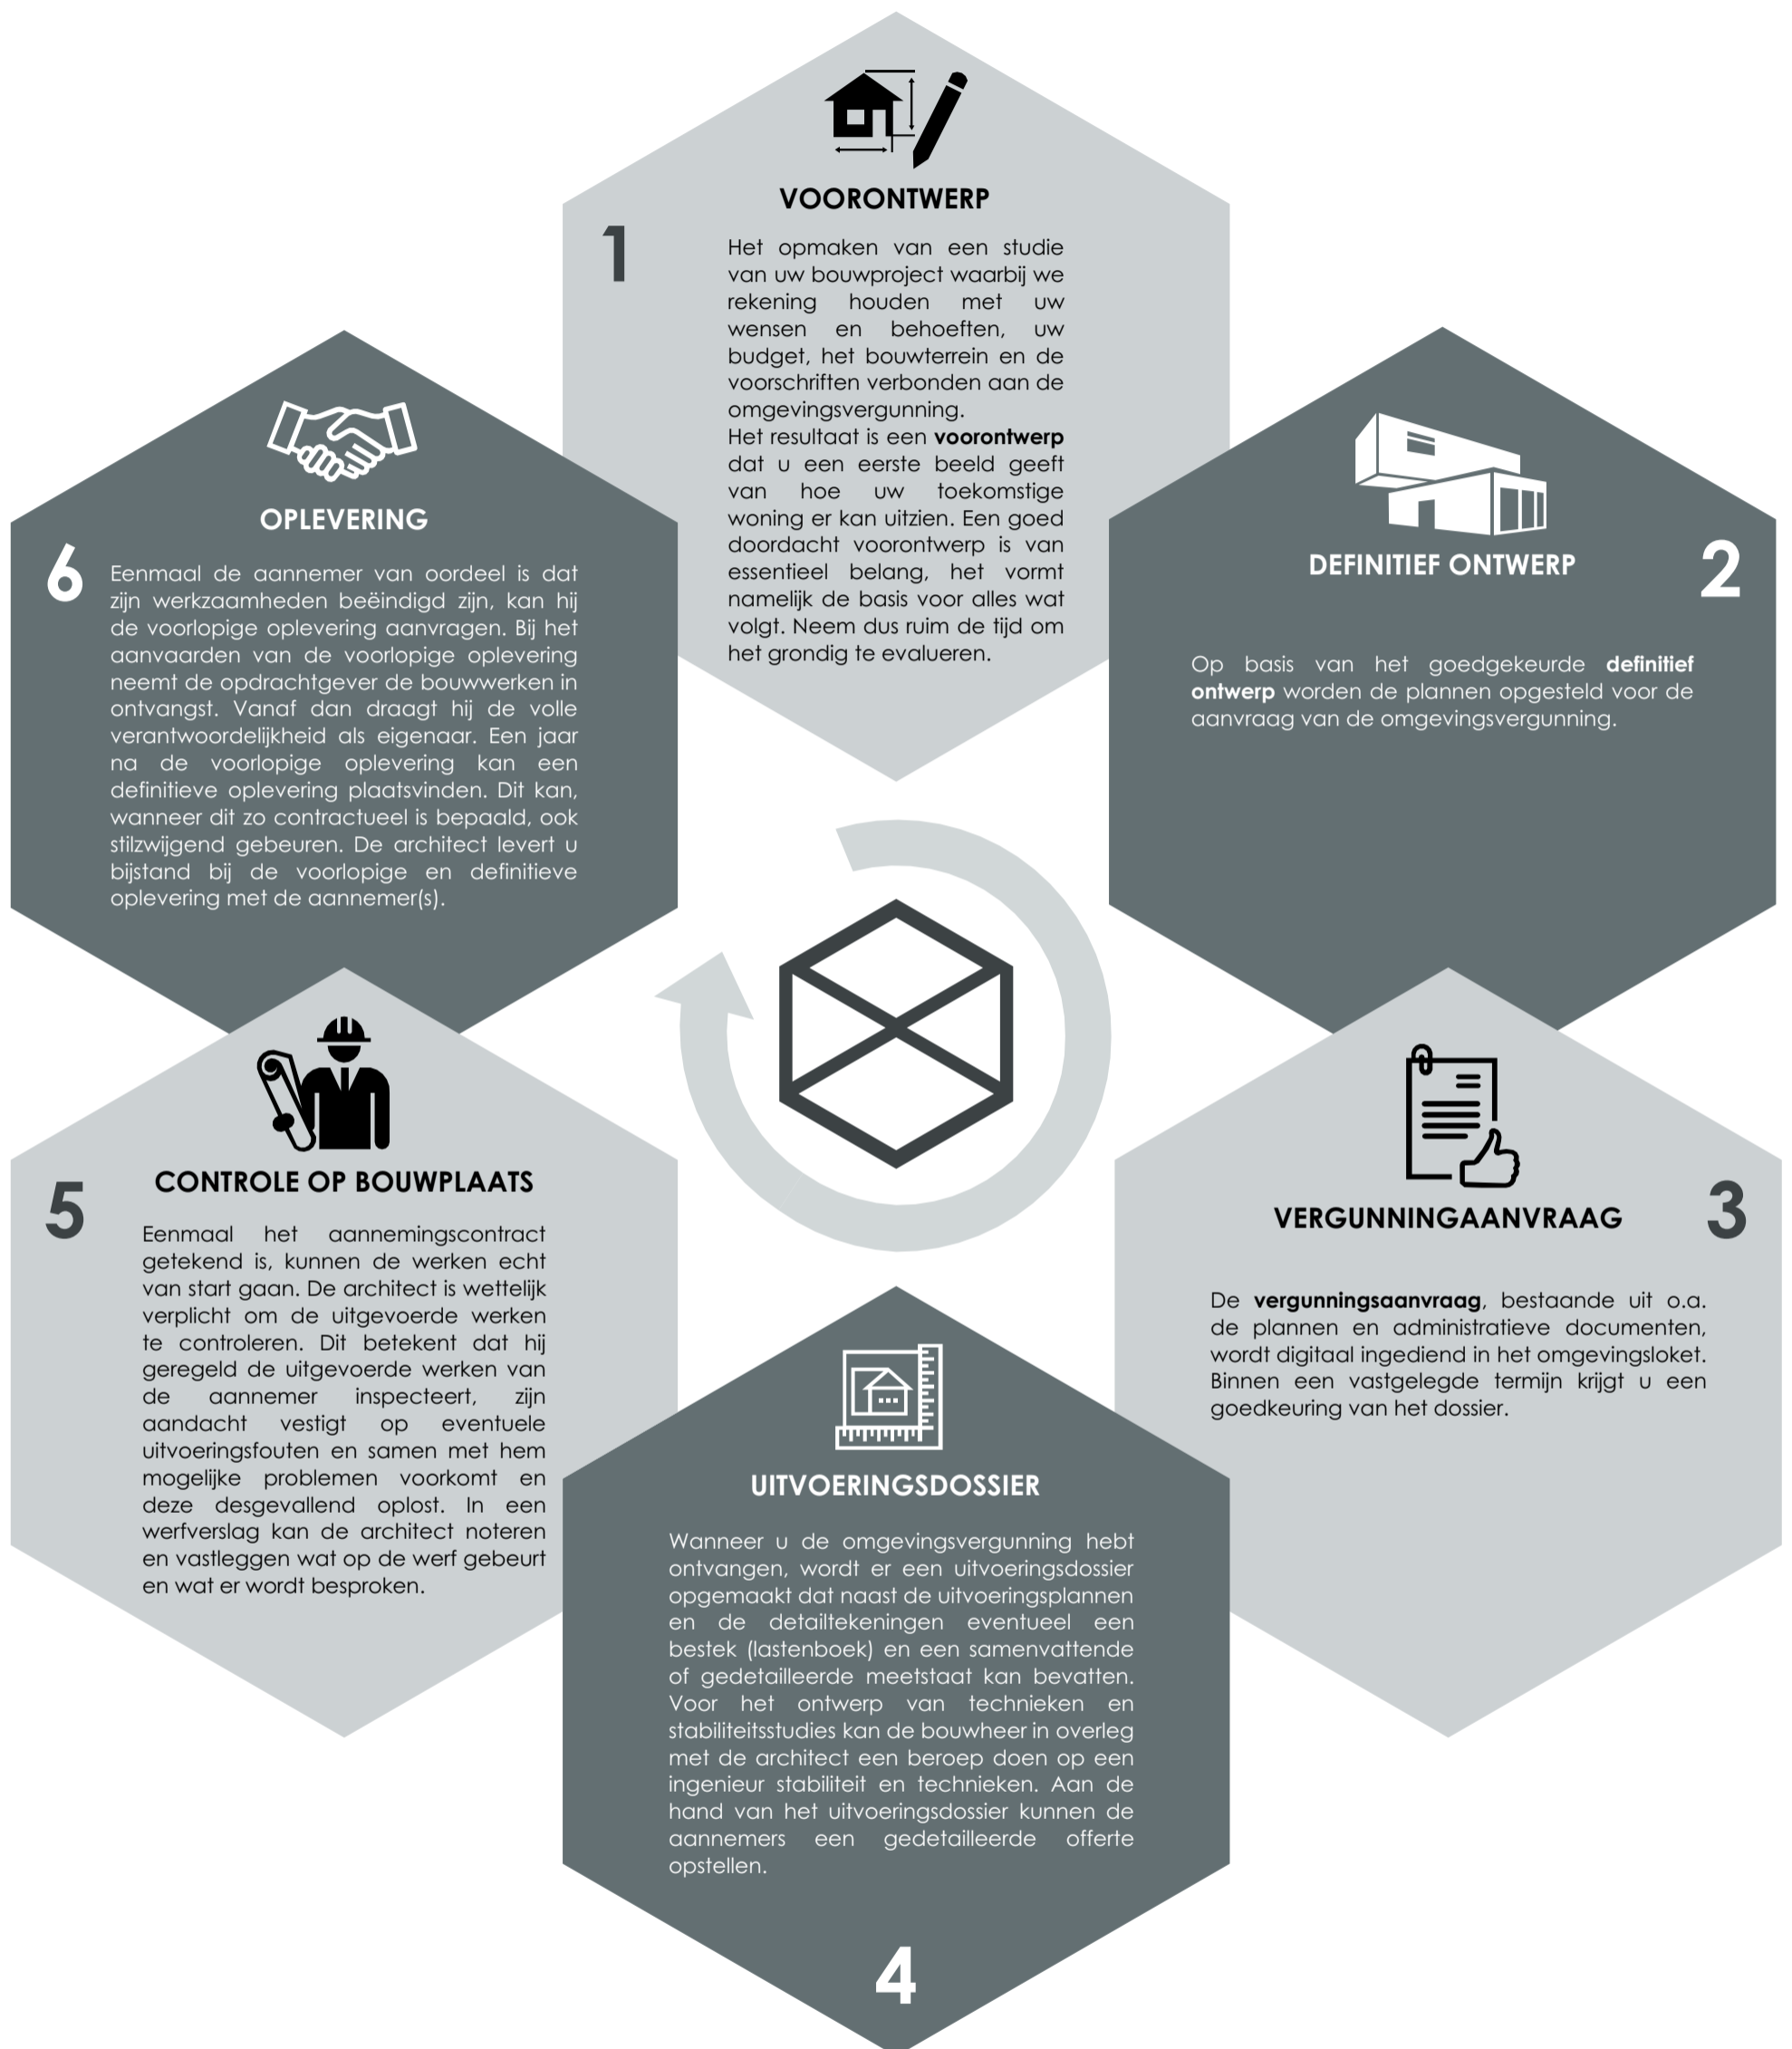 1
VOORONTWERP
Het opmaken van een studie
van uw bouwproject waarbij we
rekening houden met uw
wensen en behoeften, uw
budget, het bouwterrein en de
voorschriften verbonden aan de
omgevingsvergunning.
Het resultaat is een voorontwerp
dat u een eerste beeld geeft
van hoe uw toekomstige
woning er kan uitzien. Een goed
doordacht voorontwerp is van
essentieel belang, het vormt
namelijk de basis voor alles wat
volgt. Neem dus ruim de tijd om
het grondig te evalueren.
2
DEFINITIEF ONTWERP
Op basis van het goedgekeurde definitief
ontwerp worden de plannen opgesteld voor de
aanvraag van de omgevingsvergunning.
3
VERGUNNINGAANVRAAG
De vergunningsaanvraag, bestaande uit o.a.
de plannen en administratieve documenten,
wordt digitaal ingediend in het omgevingsloket.
Binnen een vastgelegde termijn krijgt u een
goedkeuring van het dossier.
UITVOERINGSDOSSIER
Wanneer u de omgevingsvergunning hebt
ontvangen, wordt er een uitvoeringsdossier
opgemaakt dat naast de uitvoeringsplannen
en de detailtekeningen eventueel een
bestek (lastenboek) en een samenvattende
of gedetailleerde meetstaat kan bevatten.
Voor het ontwerp van technieken en
stabiliteitsstudies kan de bouwheer in overleg
met de architect een beroep doen op een
ingenieur stabiliteit en technieken. Aan de
hand van het uitvoeringsdossier kunnen de
aannemers een gedetailleerde offerte
opstellen.
4
5
CONTROLE OP BOUWPLAATS
Eenmaal het aannemingscontract
getekend is, kunnen de werken echt
van start gaan. De architect is wettelijk
verplicht om de uitgevoerde werken
te controleren. Dit betekent dat hij
geregeld de uitgevoerde werken van
de aannemer inspecteert, zijn
aandacht vestigt op eventuele
uitvoeringsfouten en samen met hem
mogelijke problemen voorkomt en
deze desgevallend oplost. In een
werfverslag kan de architect noteren
en vastleggen wat op de werf gebeurt
en wat er wordt besproken.
6
OPLEVERING
Eenmaal de aannemer van oordeel is dat
zijn werkzaamheden beëindigd zijn, kan hij
de voorlopige oplevering aanvragen. Bij het
aanvaarden van de voorlopige oplevering
neemt de opdrachtgever de bouwwerken in
ontvangst. Vanaf dan draagt hij de volle
verantwoordelijkheid als eigenaar. Een jaar
na de voorlopige oplevering kan een
definitieve oplevering plaatsvinden. Dit kan,
wanneer dit zo contractueel is bepaald, ook
stilzwijgend gebeuren. De architect levert u
bijstand bij de voorlopige en definitieve
oplevering met de aannemer(s).